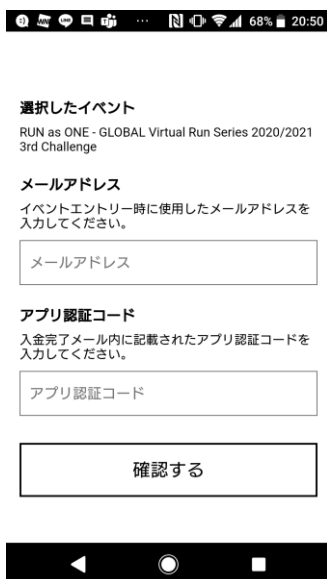 68% 20:50
選択したイベント
RUN as ONE - GLOBAL Virtual Run Series 2020/2021
3rd Challenge
メールアドレス
イベントエントリー時に使用したメールアドレスを
入力してください。
メールアドレス
アプリ認証コード
入金完了メール内に記載されたアプリ認証コードを
入力してください。
アプリ認証コード
確認する